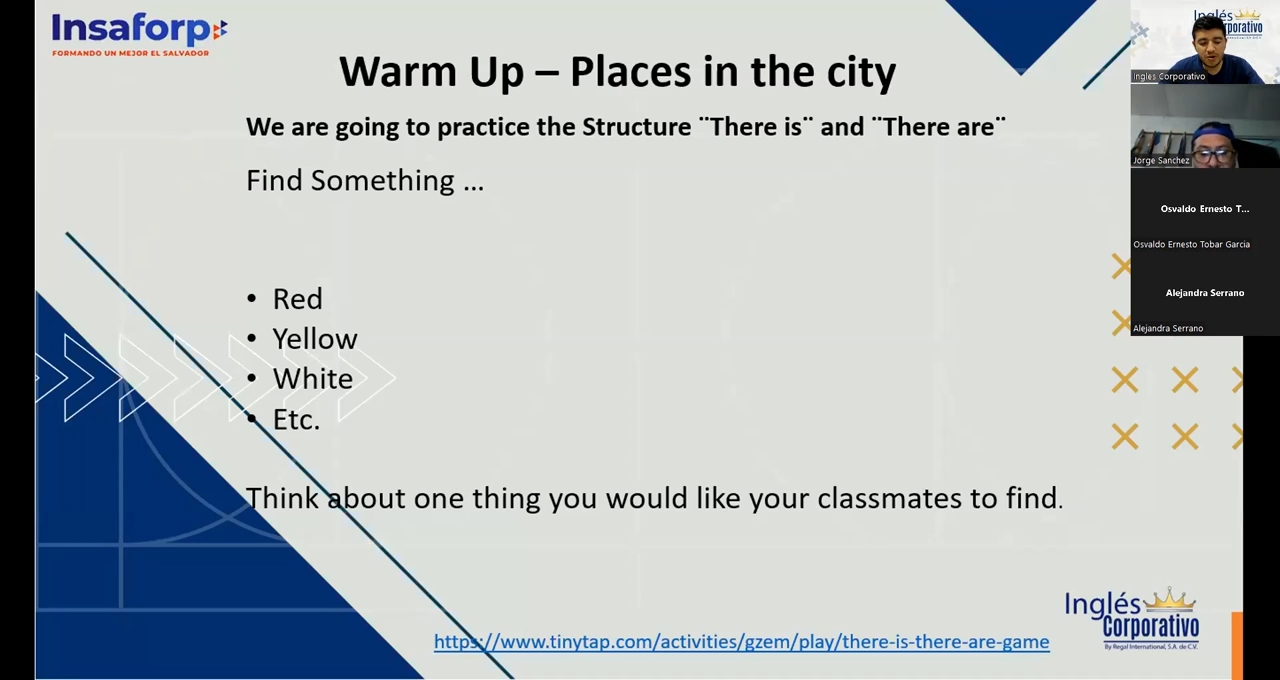 Insaforp
FORMANDO UN MEJOR EL SALVADOR
Warm Up – Places in the city
We are going to practice the Structure ¨There is¨ and ¨There are¨
Find Something ...
• Red
• Yellow
• White
• Etc.
Think about one thing you would like your classmates to find.
https://www.tinytap.com/activities/gzem/play/there-is-there-are-game
Inglés
Corporativo
By Regal International, S.A. de C.V.
Inglés
Corporativo
Ingles Corporativo
Jorge Sanchez
Osvaldo Ernesto T...
Osvaldo Ernesto Tobar Garcia
Alejandra Serrano
Alejandra Serrano